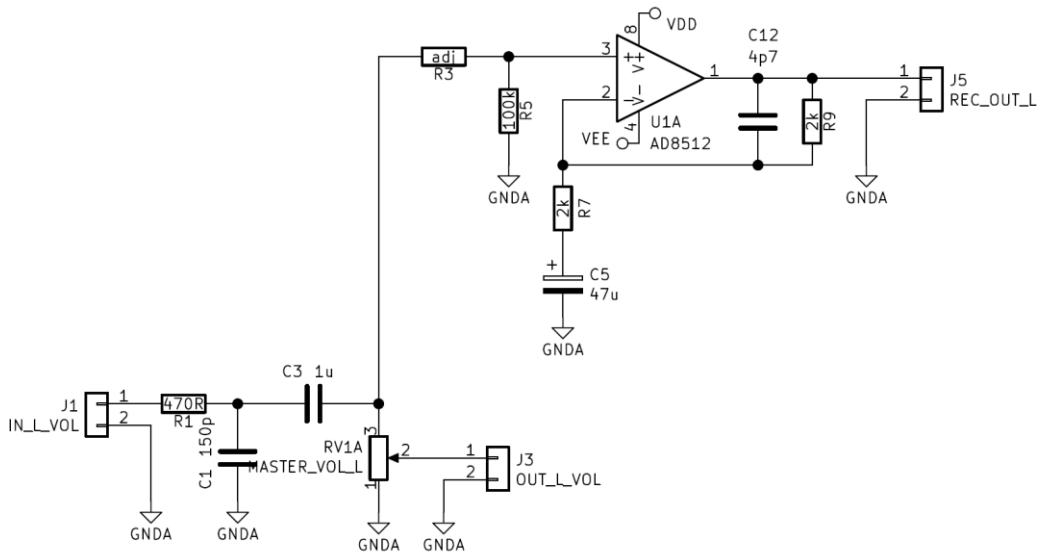 8
VDD
C12
4p7
adj
R3
3
V+
+
1
1
J5
2
REC_OUT_L
100k
R5
2
V-
-
4
U1A
AD8512
VEE
2k
R9
GNDA
GNDA
2k
R7
+
C5
47u
GNDA
C3 1u
J1
IN_L_VOL
1
2
470R
R1
C1 150p
3
RV1A
MASTER_VOL_L
2
1
1
2
J3
OUT_L_VOL
GNDA
GNDA
GNDA
GNDA